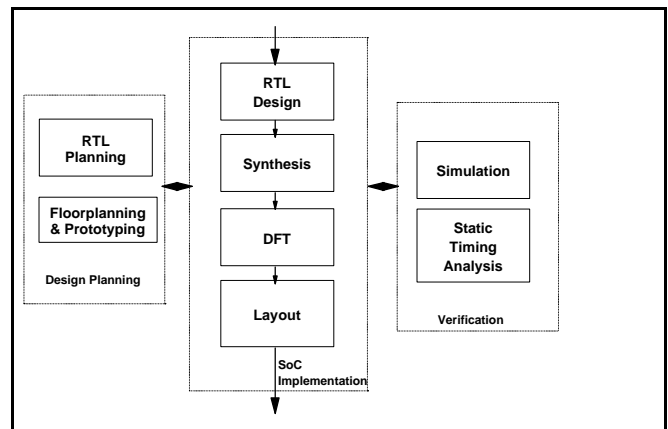 RTL
Planning
Floorplanning
& Prototyping
Design Planning
RTL
Design
Synthesis
DFT
Layout
SoC
Implementation
Simulation
Static
Timing
Analysis
Verification